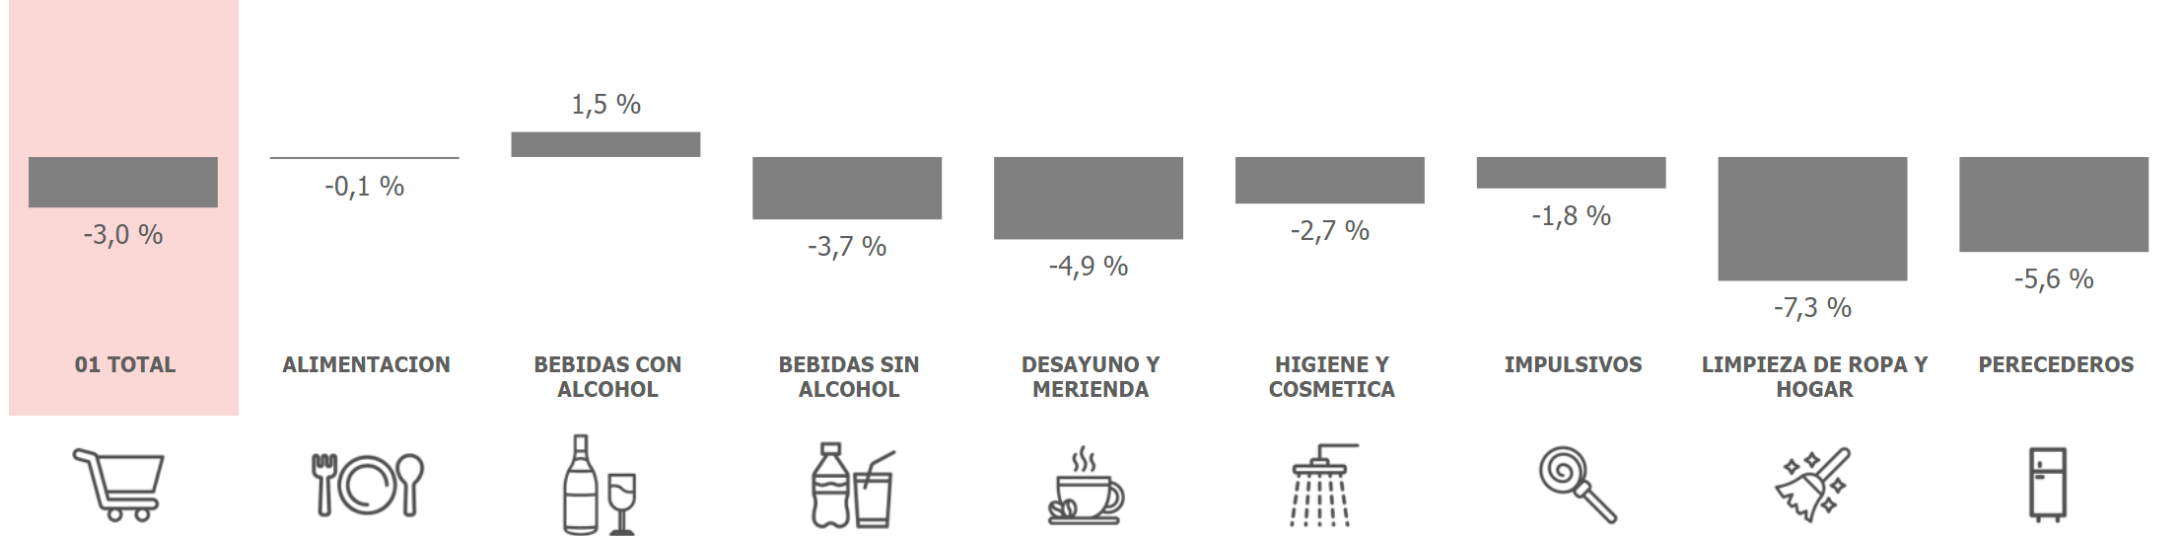 1,5 %
-0,1 %
-3,0 %
-3,7 %
-4,9 %
-2,7 %
-1,8 %
-7,3 %
-5,6 %
01 TOTAL
ALIMENTACION
BEBIDAS CON
ALCOHOL
BEBIDAS SIN
ALCOHOL
DESAYUNO Y
MERIENDA
HIGIENE Y
COSMETICA
IMPULSIVOS
LIMPIEZA DE ROPA Y
HOGAR
PERECEDEROS